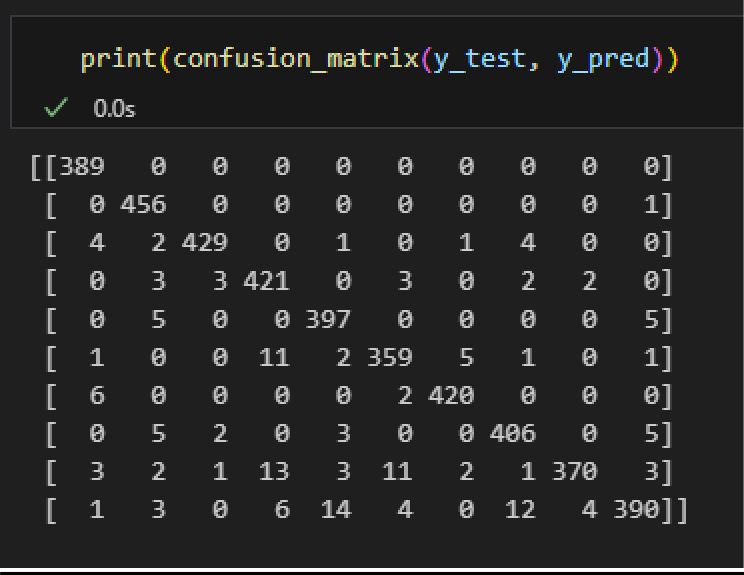 print(confusion_matrix(y_test, y_pred))
✓ 0.0s
[[389   0   0   0   0   0   0   0   0   0]
 [  0 456   0   0   0   0   0   0   0   1]
 [  4   2 429   0   1   0   1   4   0   0]
 [  0   3   3 421   0   3   0   2   2   0]
 [  0   5   0   0 397   0   0   0   0   5]
 [  1   0   0  11   2 359   5   1   0   1]
 [  6   0   0   0   0   2 420   0   0   0]
 [  0   5   2   0   3   0   0 406   0   5]
 [  3   2   1  13   3  11   2   1 370   3]
 [  1   3   0   6  14   4   0  12   4 390]]